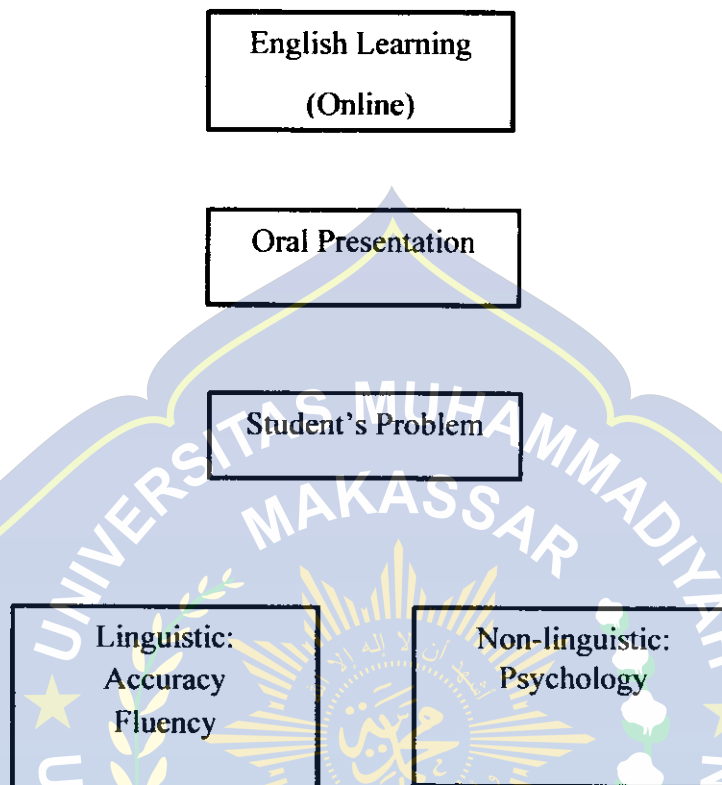 English Learning
(Online)
Oral Presentation
Student's Problem
UNIVERSITAS MUHAMMADIYAH
MAKASSAR
Linguistic:
Accuracy
Fluency
Non-linguistic:
Psychology